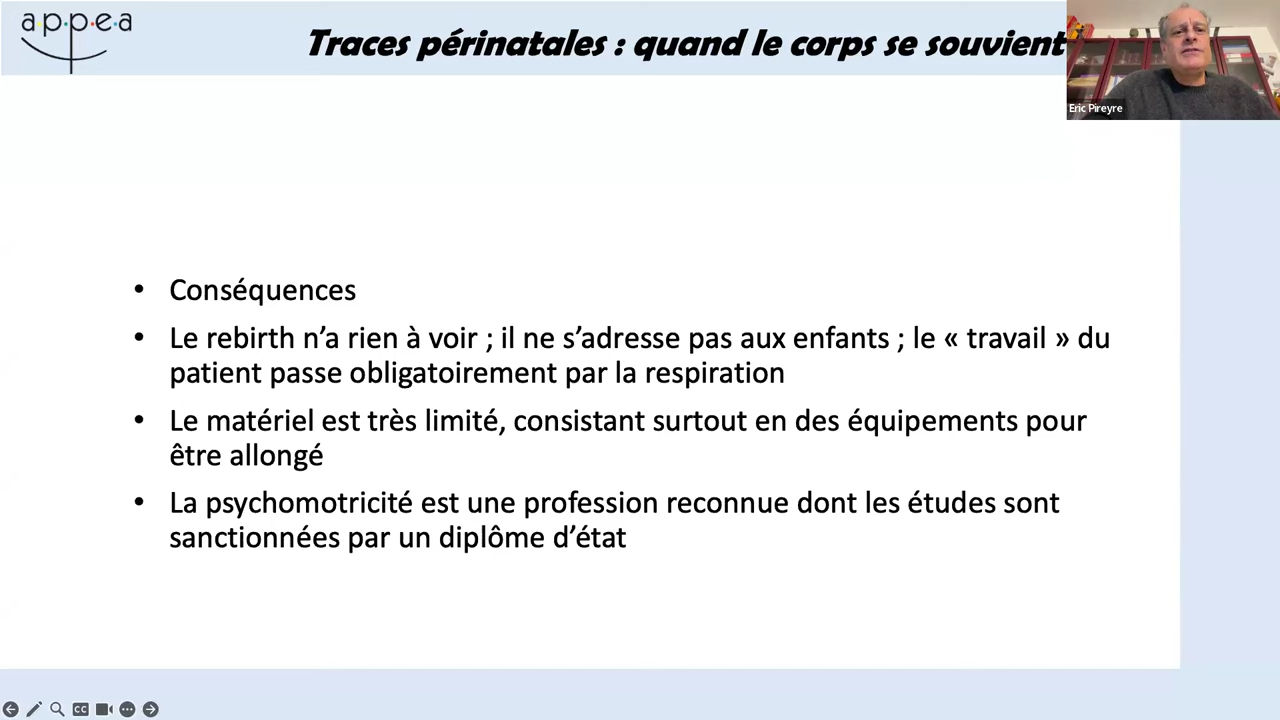 a.p.p.e.a
Traces périnatales : quand le corps se souvient
Eric Pireyre
• Conséquences
• Le rebirth n’a rien à voir ; il ne s’adresse pas aux enfants ; le « travail » du
patient passe obligatoirement par la respiration
• Le matériel est très limité, consistant surtout en des équipements pour
être allongé
• La psychomotricité est une profession reconnue dont les études sont
sanctionnées par un diplôme d’état
CC